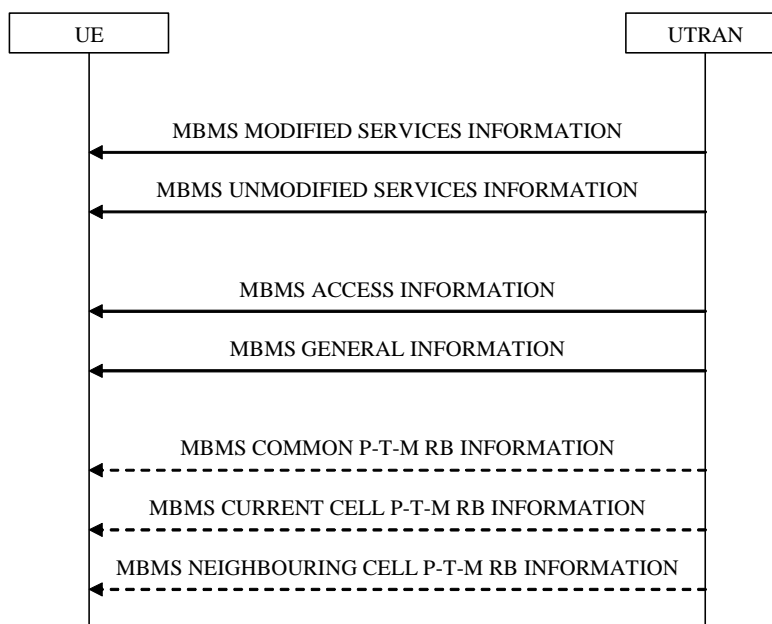 UE
UTRAN
MBMS MODIFIED SERVICES INFORMATION
MBMS UNMODIFIED SERVICES INFORMATION
MBMS ACCESS INFORMATION
MBMS GENERAL INFORMATION
MBMS COMMON P-T-M RB INFORMATION
MBMS CURRENT CELL P-T-M RB INFORMATION
MBMS NEIGHBOURING CELL P-T-M RB INFORMATION